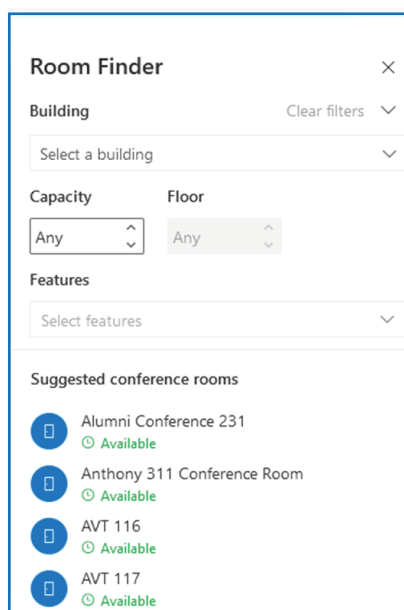 Room Finder
Building Clear filters
Select a building
Capacity Floor
Any Any
Features
Select features
Suggested conference rooms
Alumni Conference 231
Available
Anthony 311 Conference Room
Available
AVT 116
Available
AVT 117
Available